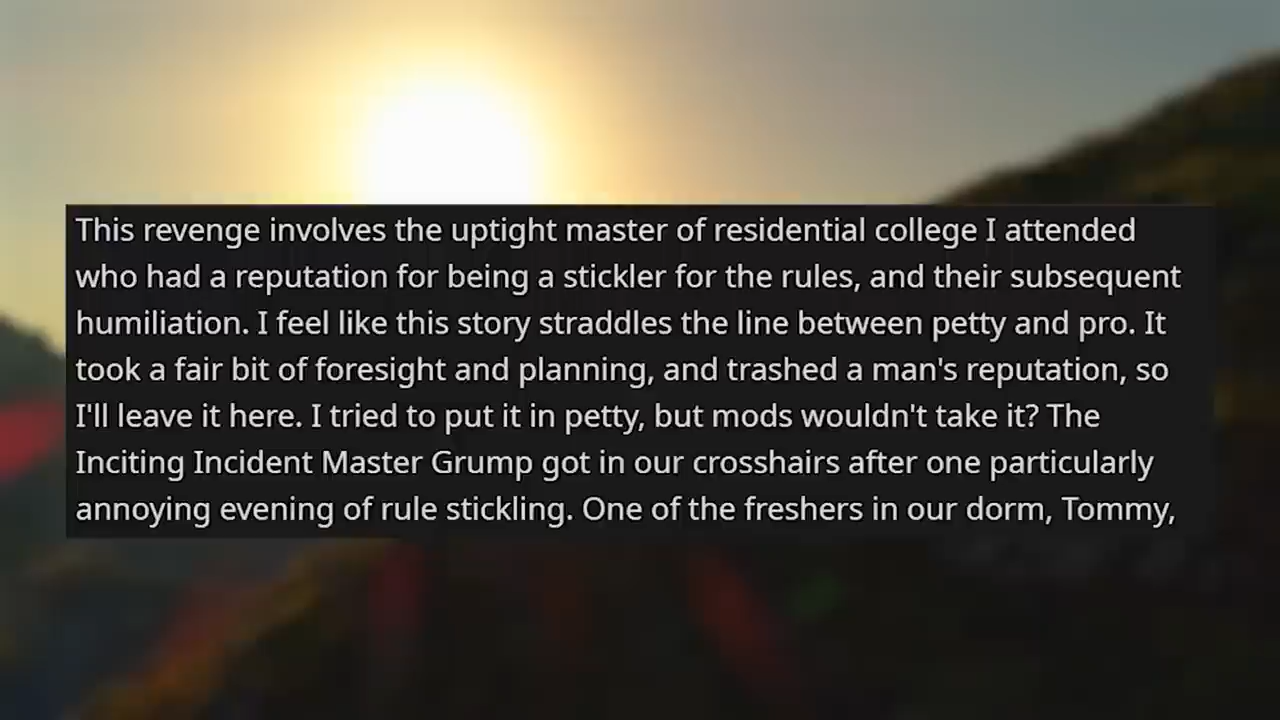 This revenge involves the uptight master of residential college I attended
who had a reputation for being a stickler for the rules, and their subsequent
humiliation. I feel like this story straddles the line between petty and pro. It
took a fair bit of foresight and planning, and trashed a man's reputation, so
I'll leave it here. I tried to put it in petty, but mods wouldn't take it? The
Inciting Incident Master Grump got in our crosshairs after one particularly
annoying evening of rule stickling. One of the freshers in our dorm, Tommy,